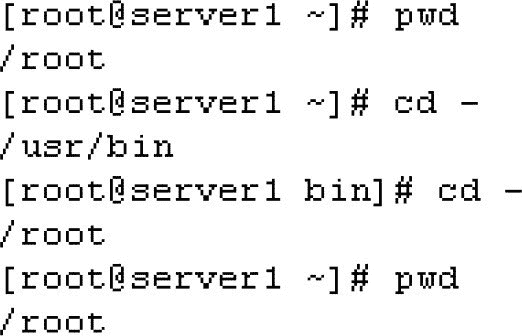 [root@server1 ~]# pwd
/root
[root@server1 ~]# cd -
/usr/bin
[root@server1 bin]# cd -
/root
[root@server1 ~]# pwd
/root